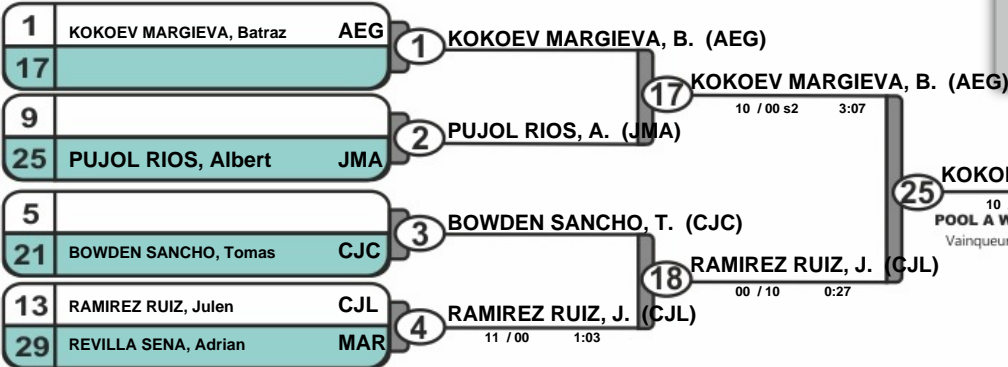 1 KOKOEV MARGIEVA, Batraz AEG
17
1 KOKOEV MARGIEVA, B. (AEG)
17 KOKOEV MARGIEVA, B. (AEG)
10 / 00 s2 3:07
9
25 PUJOL RIOS, Albert JMA
2 PUJOL RIOS, A. (JMA)
25
10
POOL A
5
21 BOWDEN SANCHO, Tomas CJC
3 BOWDEN SANCHO, T. (CJC)
18 RAMIREZ RUIZ, J. (CJL)
00 / 10 0:27
13 RAMIREZ RUIZ, Julen CJL
29 REVILLA SENA, Adrian MAR
4 RAMIREZ RUIZ, J. (CJL)
11 / 00 1:03